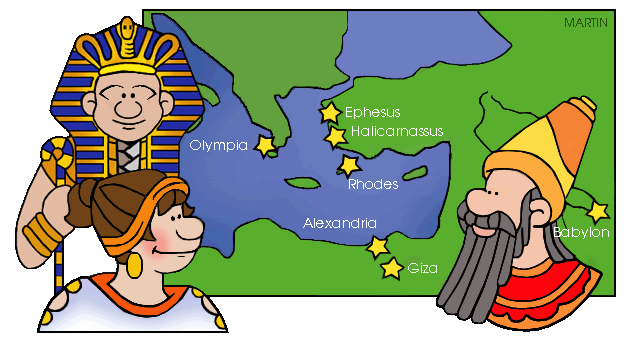 MARTIN
Ephesus
Halicarnassus
Olympia
Rhodes
Alexandria
Babylon
Giza